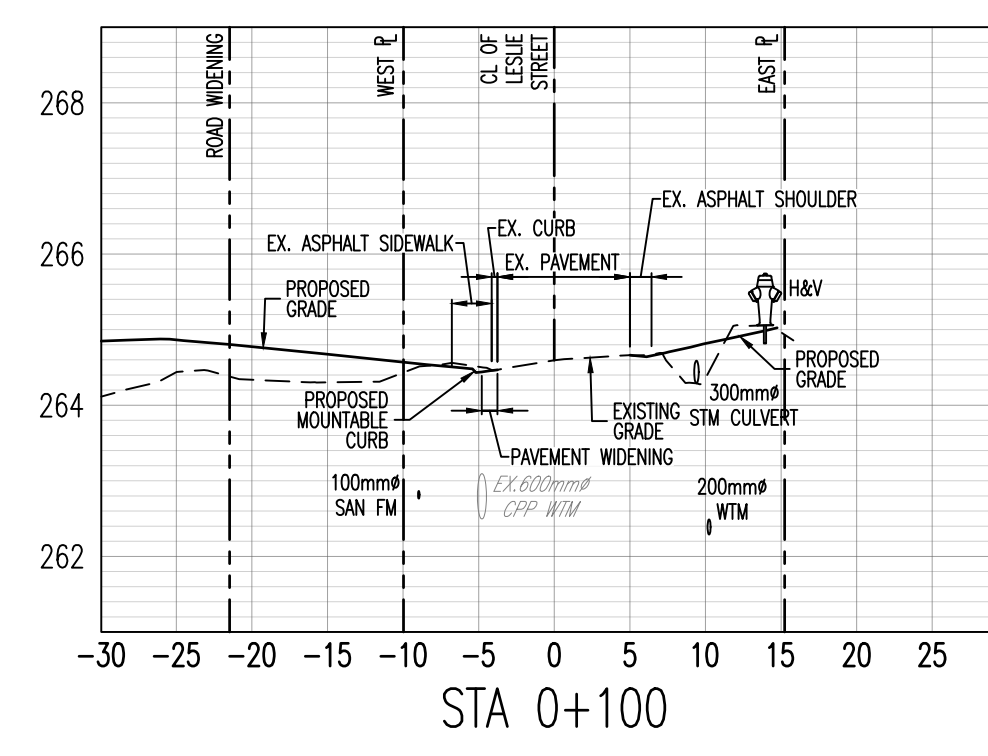 ROAD WIDENING
WEST PL
CL OF
LESLIE
STREET
EAST PL
268
266
264
262
EX. ASPHALT SHOULDER
EX. CURB
EX. ASPHALT SIDEWALK
EX. PAVEMENT
PROPOSED
GRADE
H&V
PROPOSED
GRADE
300mmø
STM CULVERT
PROPOSED
MOUNTABLE
CURB
EXISTING
GRADE
PAVEMENT WIDENING
100mmø
SAN FM
EX.600mmø
CPP WTM
200mmø
WTM
-30 -25 -20 -15 -10 -5 0 5 10 15 20 25
STA 0+100